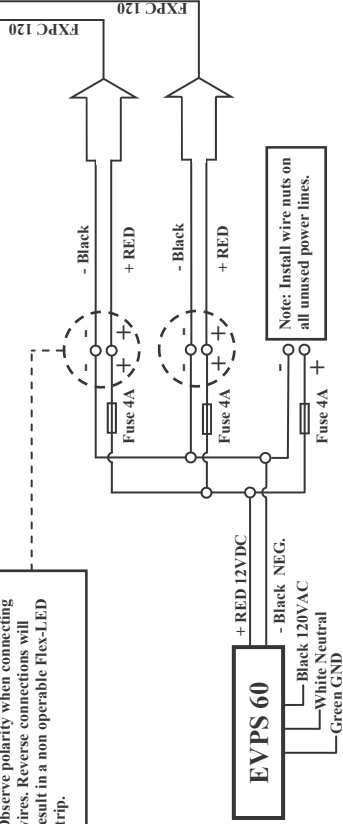 Observe polarity when connecting
wires. Reverse connections will
result in a non operable Flex-LED
strip.
FXPC 120
FXPC 120
- Black
+ RED
- Black
+ RED
- -
+ +
- -
+ +
Fuse 4A
Fuse 4A
Fuse 4A
-
+
Note: Install wire nuts on
all unused power lines.
+ RED 12VDC
- Black NEG.
EVPS 60
Black 120VAC
White Neutral
Green GND